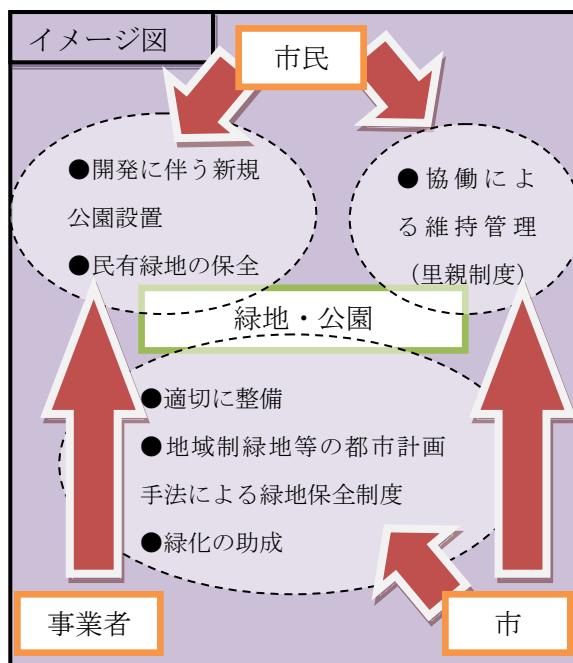 イメージ図
市民
●開発に伴う新規
公園設置
●民有緑地の保全
●協働によ
る維持管理
（里親制度）
緑地・公園
●適切に整備
●地域制緑地等の都市計画
手法による緑地保全制度
●緑化の助成
事業者
市